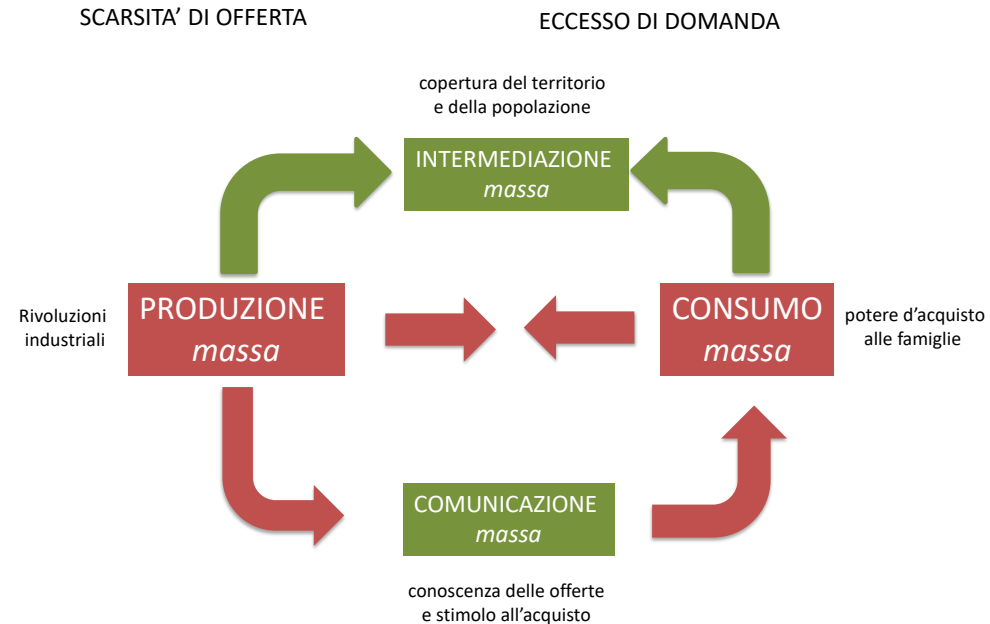 SCARSITA’ DI OFFERTA
ECCESSO DI DOMANDA
copertura del territorio
e della popolazione
INTERMEDIAZIONE
massa
Rivoluzioni
industriali
PRODUZIONE
massa
CONSUMO
massa
potere d’acquisto
alle famiglie
COMUNICAZIONE
massa
conoscenza delle offerte
e stimolo all’acquisto